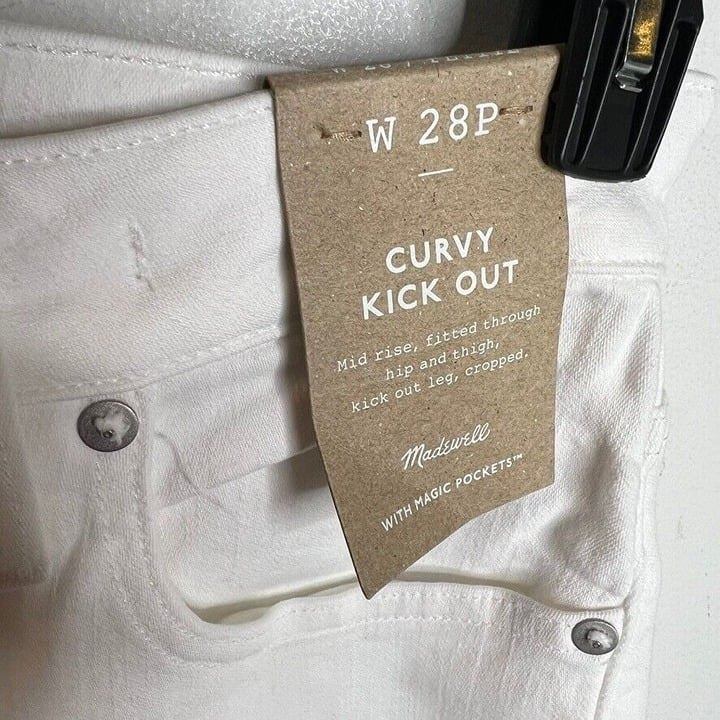 W 28P
CURVY
KICK OUT
Mid rise, fitted through
hip and thigh,
kick out leg, cropped.
Madewell
WITH MAGIC POCKETS™